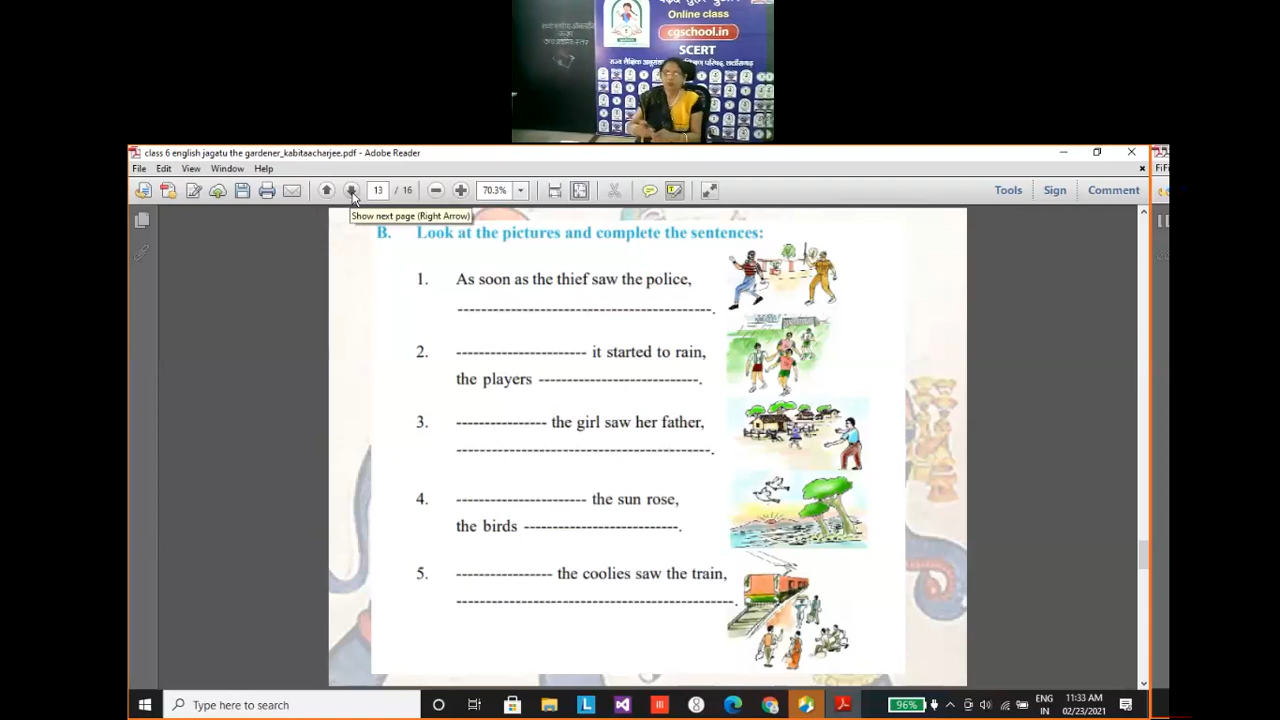 Online class
cgschool.in
SCERT
class 6 english jagatu the gardener_kabitaacharjee.pdf - Adobe Reader
File Edit View Window Help
13 / 16 70.3% Tools Sign Comment
Show next page (Right Arrow)
B. Look at the pictures and complete the sentences:
1. As soon as the thief saw the police,
---------------------------------------------.
2. ----------------------- it started to rain,
the players ----------------------------.
3. ---------------- the girl saw her father,
---------------------------------------------.
4. ----------------------- the sun rose,
the birds ---------------------------.
5. ----------------- the coolies saw the train,
-------------------------------------------------.
Type here to search
96%
ENG
IN
11:33 AM
02/23/2021